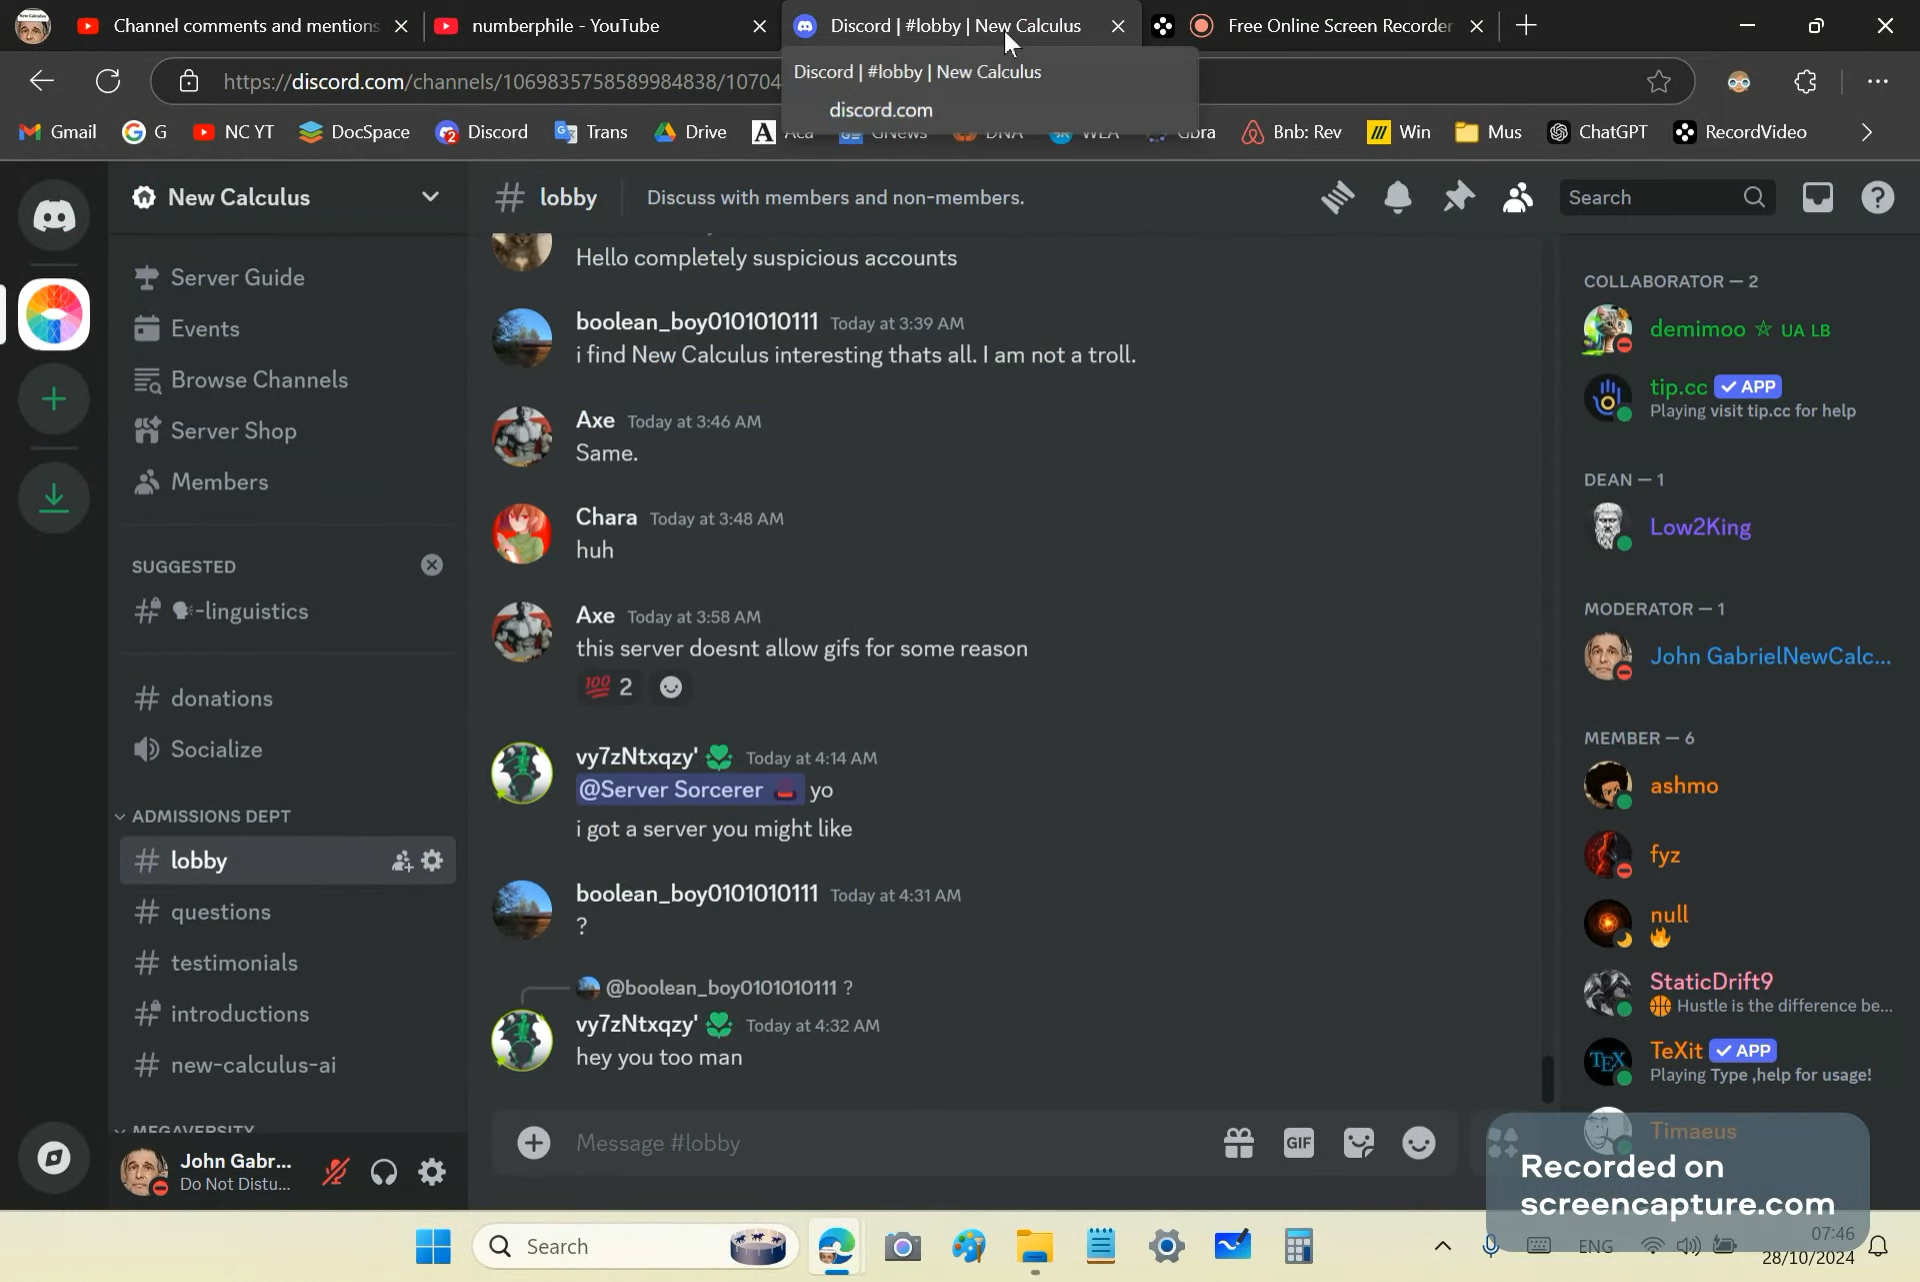 Channel comments and mentions
numberphile - YouTube
Discord | #lobby | New Calculus
Free Online Screen Recorder
https://discord.com/channels/1069835758589984838/10704
Discord | #lobby | New Calculus
discord.com
Gmail
G
NC YT
DocSpace
Discord
Trans
Drive
Bnb: Rev
Win
Mus
ChatGPT
RecordVideo
New Calculus
Server Guide
Events
Browse Channels
Server Shop
Members
SUGGESTED
-linguistics
donations
Socialize
ADMISSIONS DEPT
lobby
questions
testimonials
introductions
new-calculus-ai
MEGAVERSITY
John Gabr...
Do Not Distu...
# lobby
Discuss with members and non-members.
Search
Hello completely suspicious accounts
boolean_boy0101010111 Today at 3:39 AM
i find New Calculus interesting thats all. I am not a troll.
Axe Today at 3:46 AM
Same.
Chara Today at 3:48 AM
huh
Axe Today at 3:58 AM
this server doesnt allow gifs for some reason
100 2
vy7zNtxqzy' Today at 4:14 AM
@Server Sorcerer yo
i got a server you might like
boolean_boy0101010111 Today at 4:31 AM
?
@boolean_boy0101010111 ?
vy7zNtxqzy' Today at 4:32 AM
hey you too man
Message #lobby
GIF
COLLABORATOR — 2
demimoo ☆ UA LB
tip.cc ✓ APP
Playing visit tip.cc for help
DEAN — 1
Low2King
MODERATOR — 1
John GabrielNewCalc...
MEMBER — 6
ashmo
fyz
null
StaticDrift9
Hustle is the difference be...
TEX
TeXit ✓ APP
Playing Type ,help for usage!
Timaeus
Recorded on
screencapture.com
Search
ENG
07:46
28/10/2024